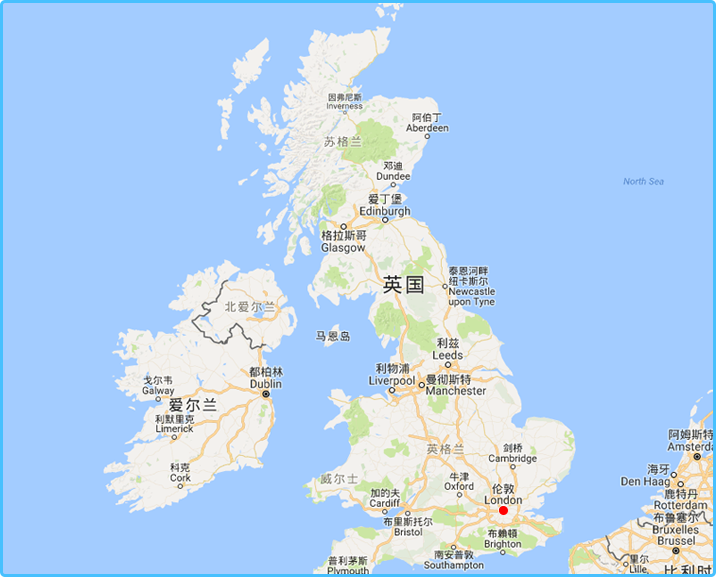 因弗尼斯
Inverness
阿伯丁
Aberdeen
苏格兰
邓迪
Dundee
North Sea
爱丁堡
Edinburgh
格拉斯哥
Glasgow
英国
泰恩河畔
纽卡斯尔
Newcastle
upon Tyne
北爱尔兰
马恩岛
利兹
Leeds
都柏林
Dublin
利物浦
Liverpool
曼彻斯特
Manchester
戈尔韦
Galway
爱尔兰
利默里克
Limerick
英格兰
剑桥
Cambridge
阿姆斯特
Amsterda
科克
Cork
威尔士
牛津
Oxford
伦敦
London
海牙
Den Haag
鹿特丹
Rotterdam
加的夫
Cardiff
布里斯托尔
Bristol
布赖顿
Brighton
布鲁塞尔
Bruxelles
Brussel
南安普敦
Southampton
普利茅斯
Plymouth
里尔
Lille,
比利时